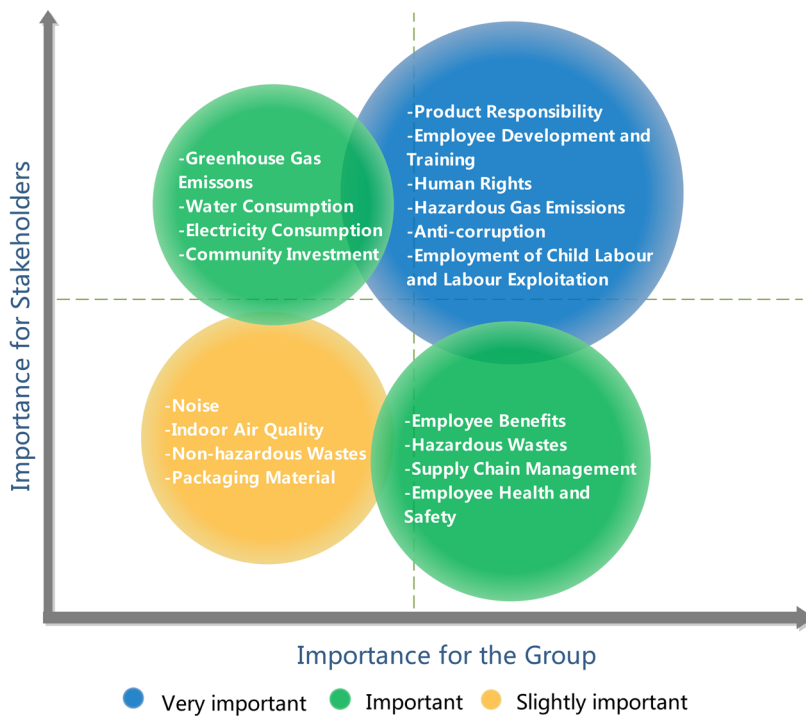 Importance for Stakeholders
-Greenhouse Gas
Emissons
-Water Consumption
-Electricity Consumption
-Community Investment
-Product Responsibility
-Employee Development and
Training
-Human Rights
-Hazardous Gas Emissions
-Anti-corruption
-Employment of Child Labour
and Labour Exploitation
-Noise
-Indoor Air Quality
-Non-hazardous Wastes
-Packaging Material
-Employee Benefits
-Hazardous Wastes
-Supply Chain Management
-Employee Health and
Safety
Importance for the Group
Very important
Important
Slightly important